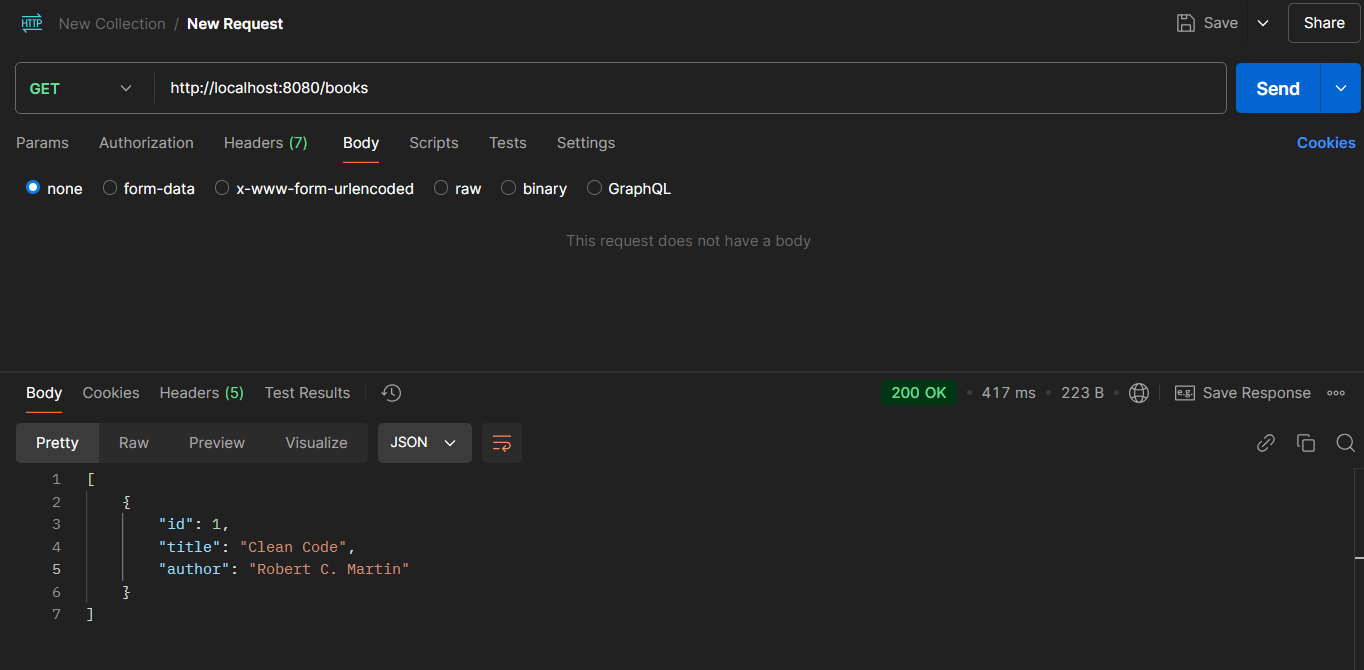 HTTP New Collection / New Request Save Share
GET http://localhost:8080/books Send
Params Authorization Headers (7) Body Scripts Tests Settings Cookies
none form-data x-www-form-urlencoded raw binary GraphQL
This request does not have a body
Body Cookies Headers (5) Test Results 200 OK • 417 ms • 223 B • e.g. Save Response
Pretty Raw Preview Visualize JSON
1 [
2 {
3 "id": 1,
4 "title": "Clean Code",
5 "author": "Robert C. Martin"
6 }
7 ]